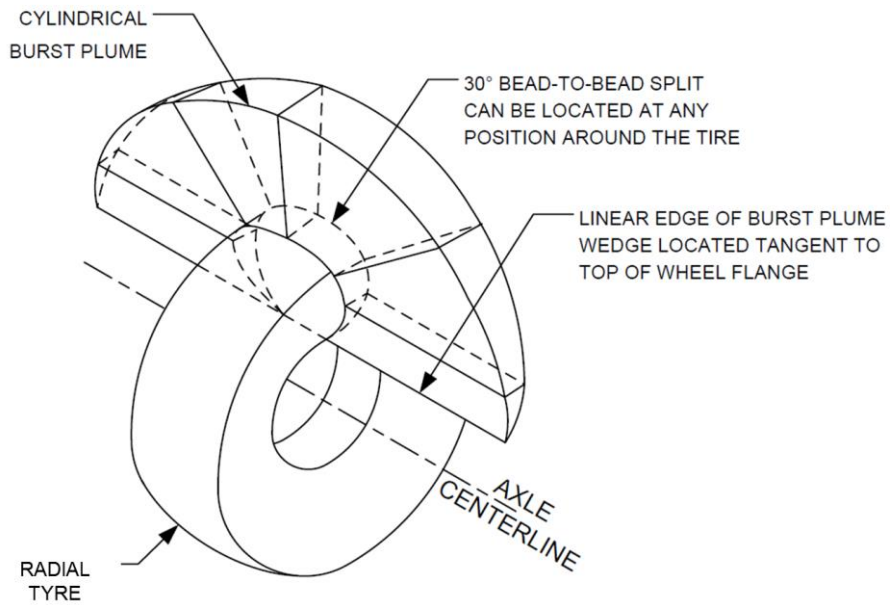 CYLINDRICAL
BURST PLUME
30° BEAD-TO-BEAD SPLIT
CAN BE LOCATED AT ANY
POSITION AROUND THE TIRE
LINEAR EDGE OF BURST PLUME
WEDGE LOCATED TANGENT TO
TOP OF WHEEL FLANGE
AXLE
CENTERLINE
RADIAL
TYRE